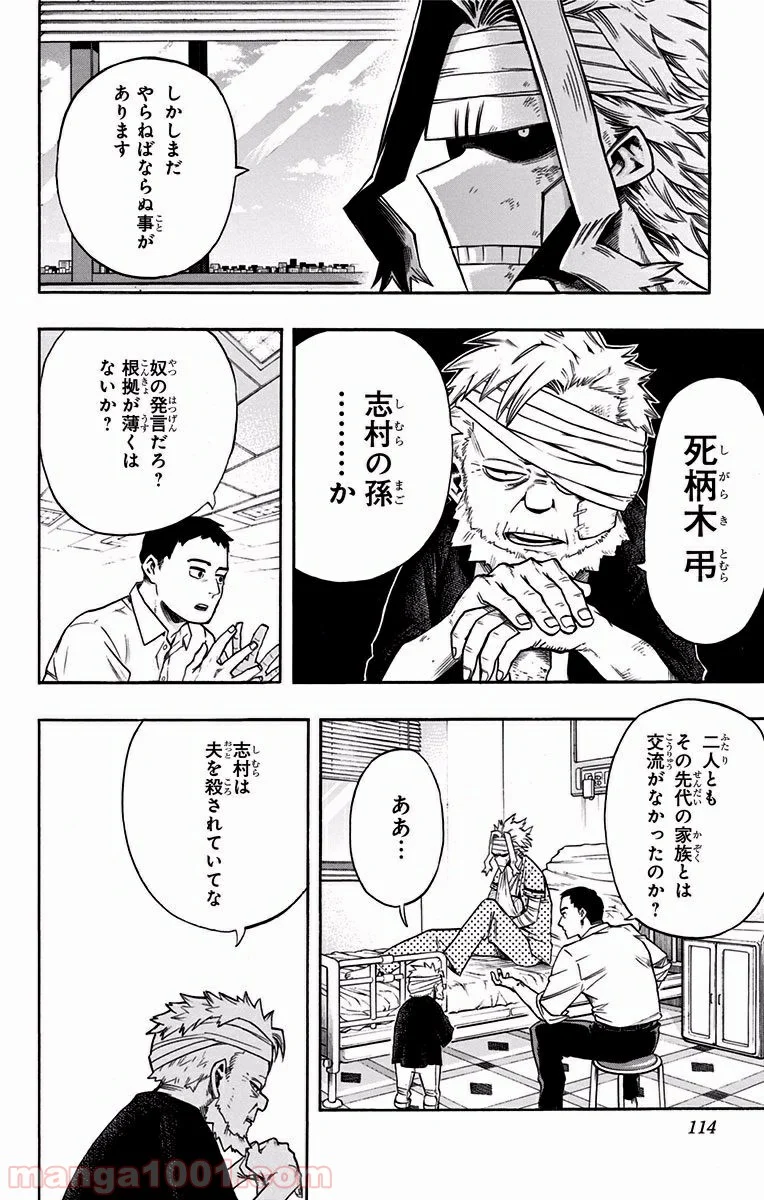 しかしまだ
やらねばならぬ事が
あります
死柄木 弔
志村の孫
………か
奴の発言だろ？
根拠が薄くは
ないか？
二人とも
その先代の家族とは
交流がなかったのか？
ああ…
志村は
夫を殺されていてな
114
manga1001.com